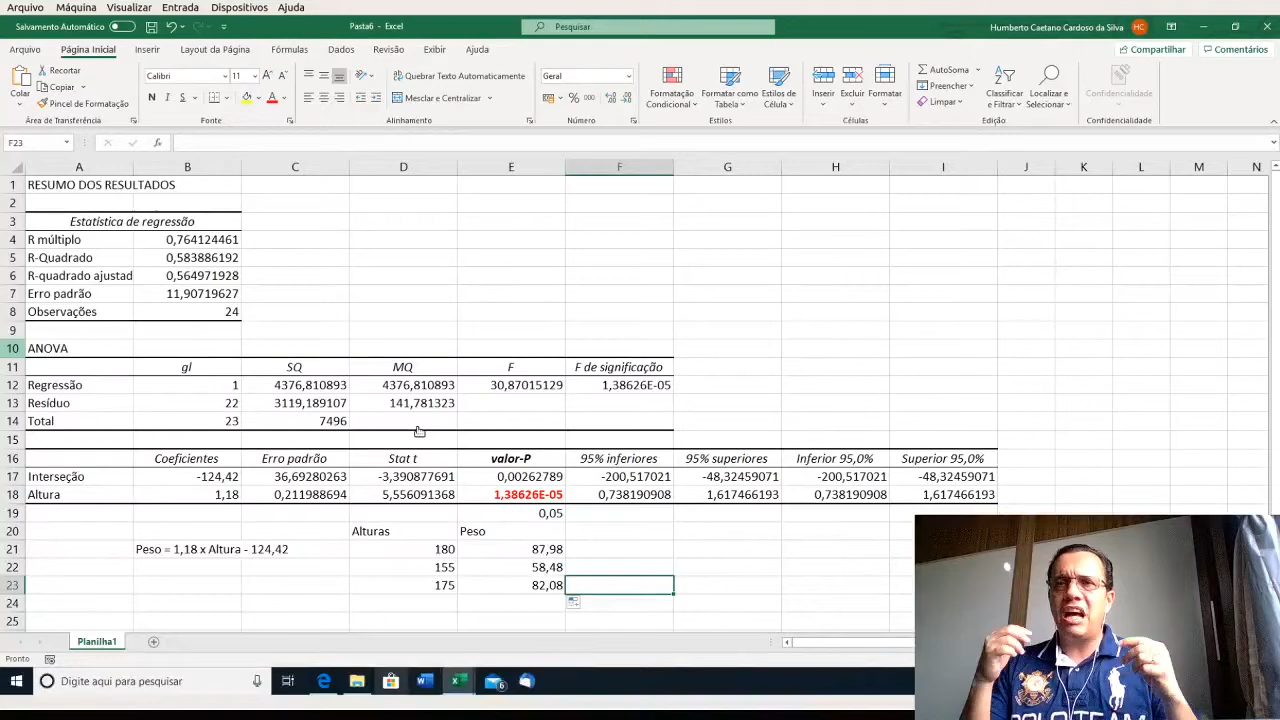 Arquivo Máquina Visualizar Entrada Dispositivos Ajuda
Salvamento Automático Pasta6 - Excel Pesquisar Humberto Caetano Cardoso da Silva HC
Arquivo Página Inicial Inserir Layout da Página Fórmulas Dados Revisão Exibir Ajuda Compartilhar Comentários
Colar Recortar Copiar Pincel de Formatação
Calibri 11 N I S
Quebrar Texto Automaticamente Mesclar e Centralizar
Geral % 000
Formatação Condicional Formatar como Tabela Estilos de Célula
Inserir Excluir Formatar
AutoSoma Preencher Limpar Classificar e Filtrar Localizar e Selecionar
Confidencialidade
Área de Transferência Fonte Alinhamento Número Estilos Células Edição Confidencialidade
F23 fx
A B C D E F G H I J K L M N
1 RESUMO DOS RESULTADOS
2
3 Estatística de regressão
4 R múltiplo 0,764124461
5 R-Quadrado 0,583886192
6 R-quadrado ajustad 0,564971928
7 Erro padrão 11,90719627
8 Observações 24
9
10 ANOVA
11 gl SQ MQ F F de significação
12 Regressão 1 4376,810893 4376,810893 30,87015129 1,38626E-05
13 Resíduo 22 3119,189107 141,781323
14 Total 23 7496
15
16 Coeficientes Erro padrão Stat t valor-P 95% inferiores 95% superiores Inferior 95,0% Superior 95,0%
17 Interseção -124,42 36,69280263 -3,390877691 0,00262789 -200,517021 -48,32459071 -200,517021 -48,32459071
18 Altura 1,18 0,211988694 5,556091368 1,38626E-05 0,738190908 1,617466193 0,738190908 1,617466193
19 0,05
20 Alturas Peso
21 Peso = 1,18 x Altura - 124,42 180 87,98
22 155 58,48
23 175 82,08
24
25
Planilha1
Pronto
Digite aqui para pesquisar
6
POLO TEAM